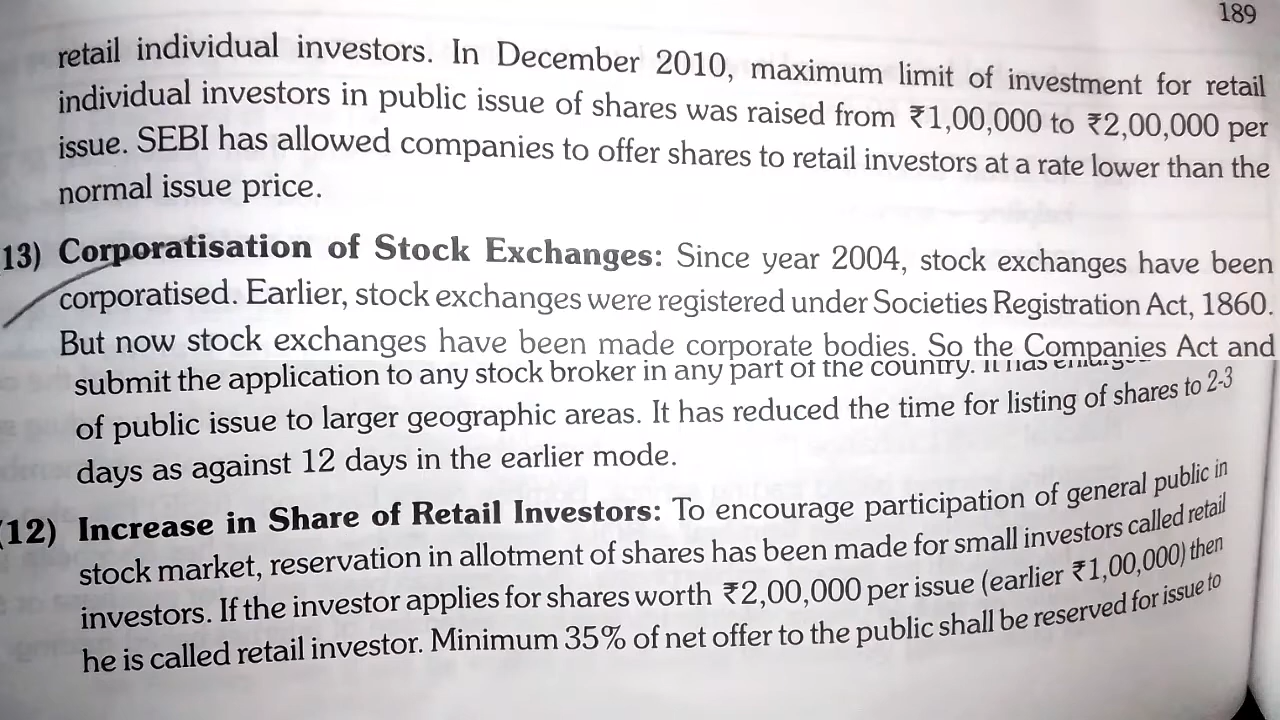 189
retail individual investors. In December 2010, maximum limit of investment for retail
individual investors in public issue of shares was raised from ₹1,00,000 to ₹2,00,000 per
issue. SEBI has allowed companies to offer shares to retail investors at a rate lower than the
normal issue price.
13) Corporatisation of Stock Exchanges: Since year 2004, stock exchanges have been
corporatised. Earlier, stock exchanges were registered under Societies Registration Act, 1860.
But now stock exchanges have been made corporate bodies. So the Companies Act and
submit the application to any stock broker in any part of the country. It has
of public issue to larger geographic areas. It has reduced the time for listing of shares to 2-3
days as against 12 days in the earlier mode.
(12) Increase in Share of Retail Investors: To encourage participation of general public in
stock market, reservation in allotment of shares has been made for small investors called retail
investors. If the investor applies for shares worth ₹2,00,000 per issue (earlier ₹1,00,000) then
he is called retail investor. Minimum 35% of net offer to the public shall be reserved for issue to